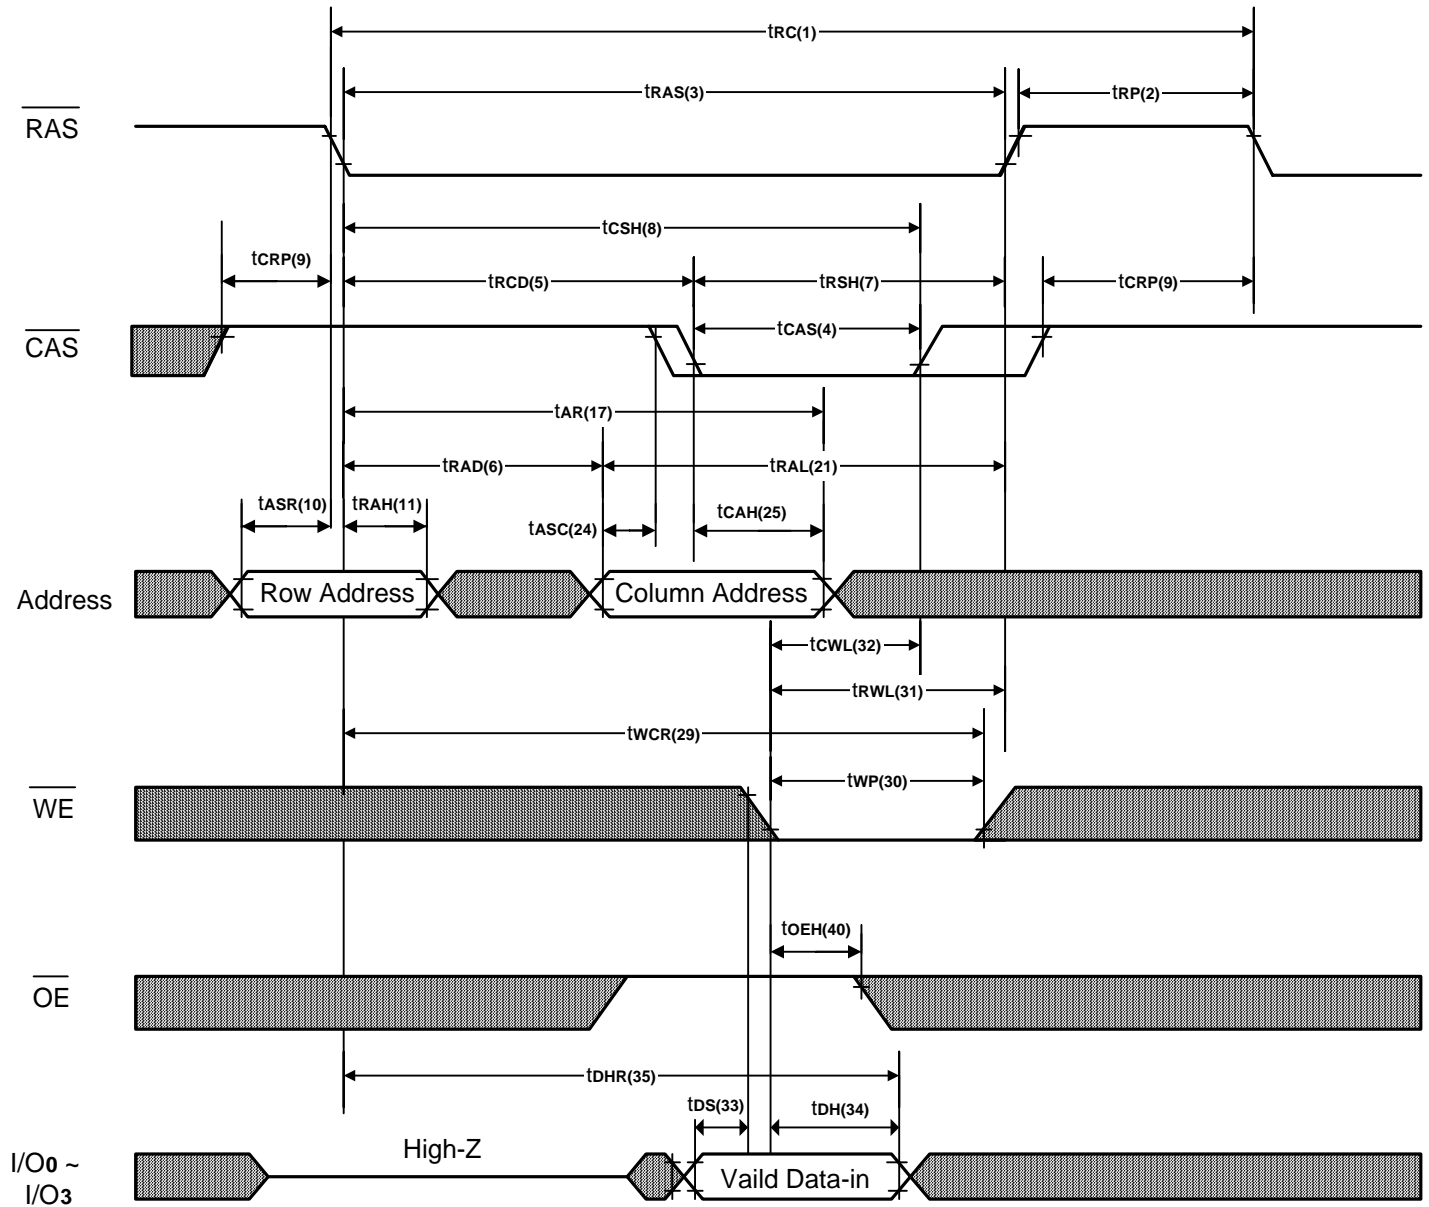 tRC(1)
tRAS(3)
tRP(2)
RAS
tCSH(8)
tCRP(9)
tRCD(5)
tRSH(7)
tCRP(9)
CAS
tCAS(4)
tAR(17)
tRAD(6)
tRAL(21)
tASR(10)
tRAH(11)
tASC(24)
tCAH(25)
Address
Row Address
Column Address
tCWL(32)
tRWL(31)
tWCR(29)
tWP(30)
WE
tOEH(40)
OE
tDHR(35)
tDS(33)
tDH(34)
I/O0 ~
I/O3
High-Z
Vaild Data-in